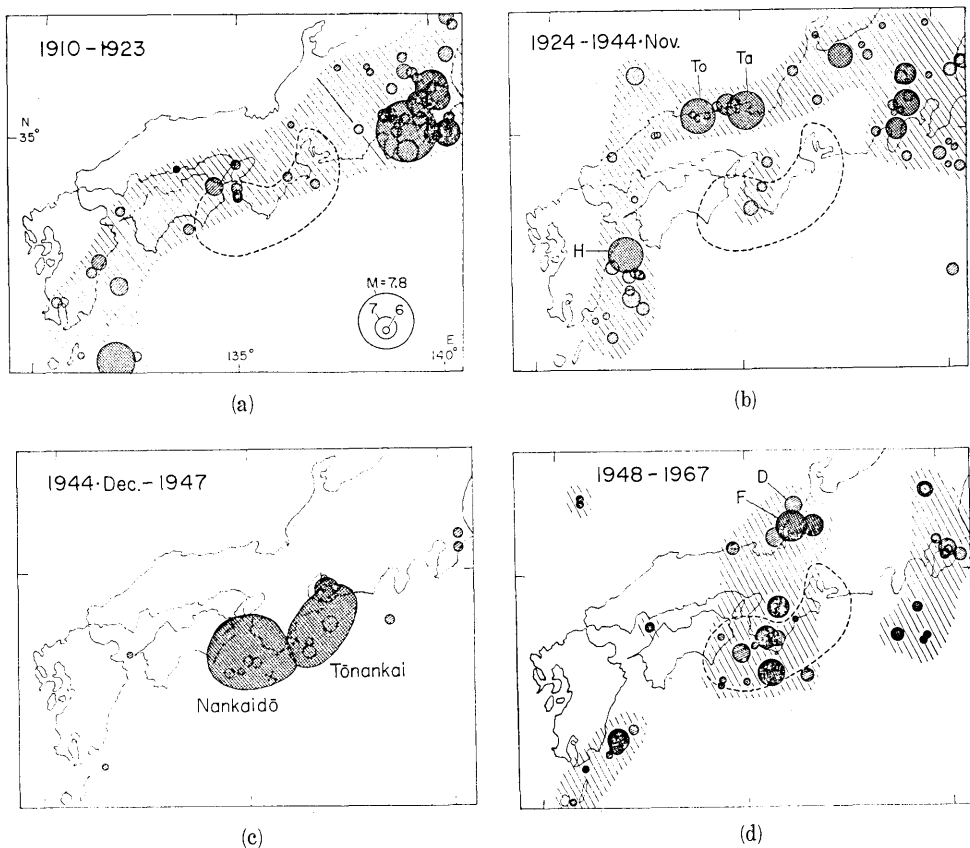 1910–1923
N
35°
M=7.8
7
6
135°
E
140°
(a)
1924–1944·Nov.
To
Ta
H
(b)
1944·Dec.–1947
Nankaidō
Tōnankai
(c)
1948–1967
D
F
(d)